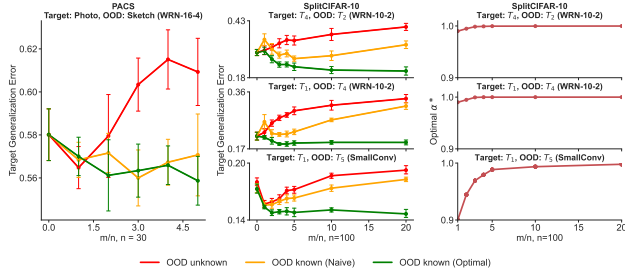 PACS
Target: Photo, OOD: Sketch (WRN-16-4)
Target Generalization Error
0.62
0.60
0.58
0.56
0.0
1.5
3.0
4.5
m/n, n = 30
SplitCIFAR-10
Target: T4, OOD: T2 (WRN-10-2)
0.43
0.18
Target: T1, OOD: T4 (WRN-10-2)
0.36
0.17
Target: T1, OOD: T5 (SmallConv)
0.20
0.14
Target Generalization Error
0
5
10
15
20
m/n, n=100
SplitCIFAR-10
Target: T4, OOD: T2 (WRN-10-2)
1.0
0.9
Target: T1, OOD: T4 (WRN-10-2)
1.0
0.9
Target: T1, OOD: T5 (SmallConv)
1.0
0.9
Optimal α*
1
5
10
15
20
m/n, n=100
OOD unknown
OOD known (Naive)
OOD known (Optimal)